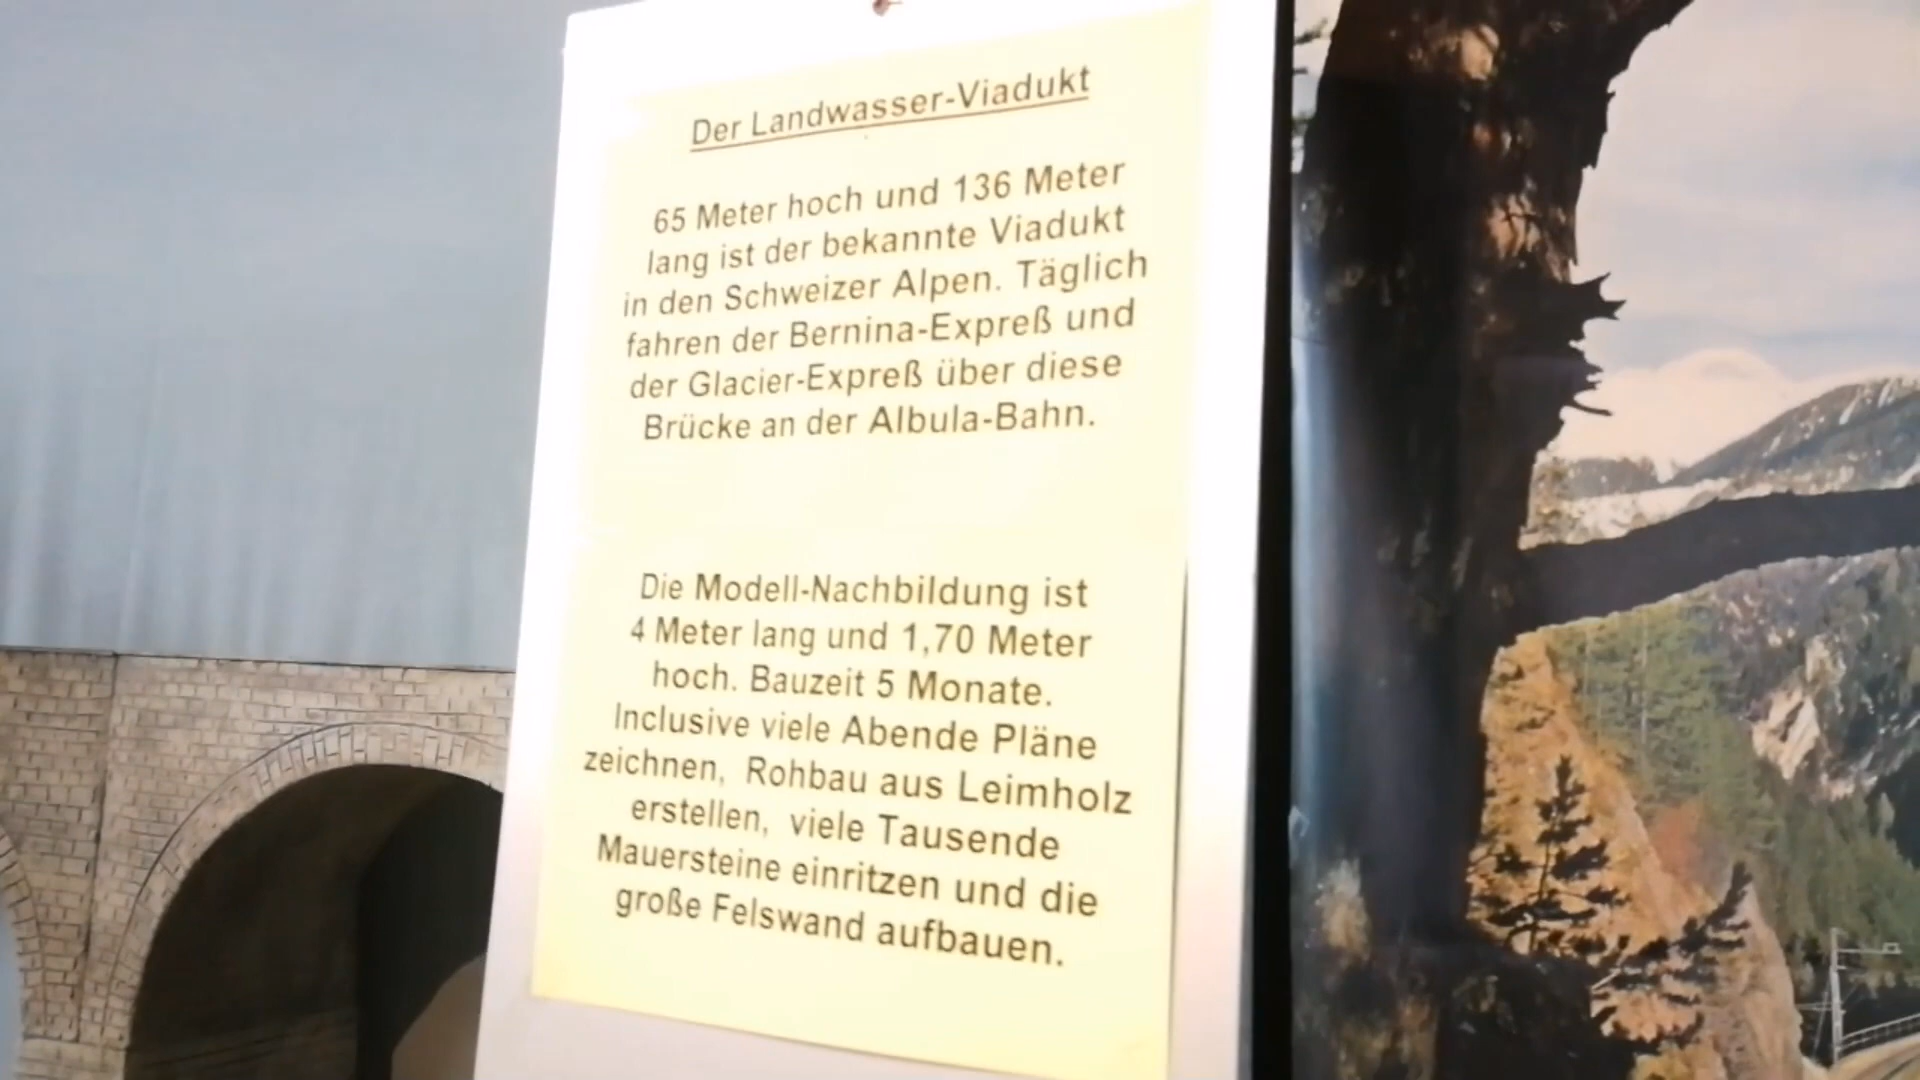 Der Landwasser-Viadukt
65 Meter hoch und 136 Meter
lang ist der bekannte Viadukt
in den Schweizer Alpen. Täglich
fahren der Bernina-Expreß und
der Glacier-Expreß über diese
Brücke an der Albula-Bahn.
Die Modell-Nachbildung ist
4 Meter lang und 1,70 Meter
hoch. Bauzeit 5 Monate.
Inclusive viele Abende Pläne
zeichnen, Rohbau aus Leimholz
erstellen, viele Tausende
Mauersteine einritzen und die
große Felswand aufbauen.